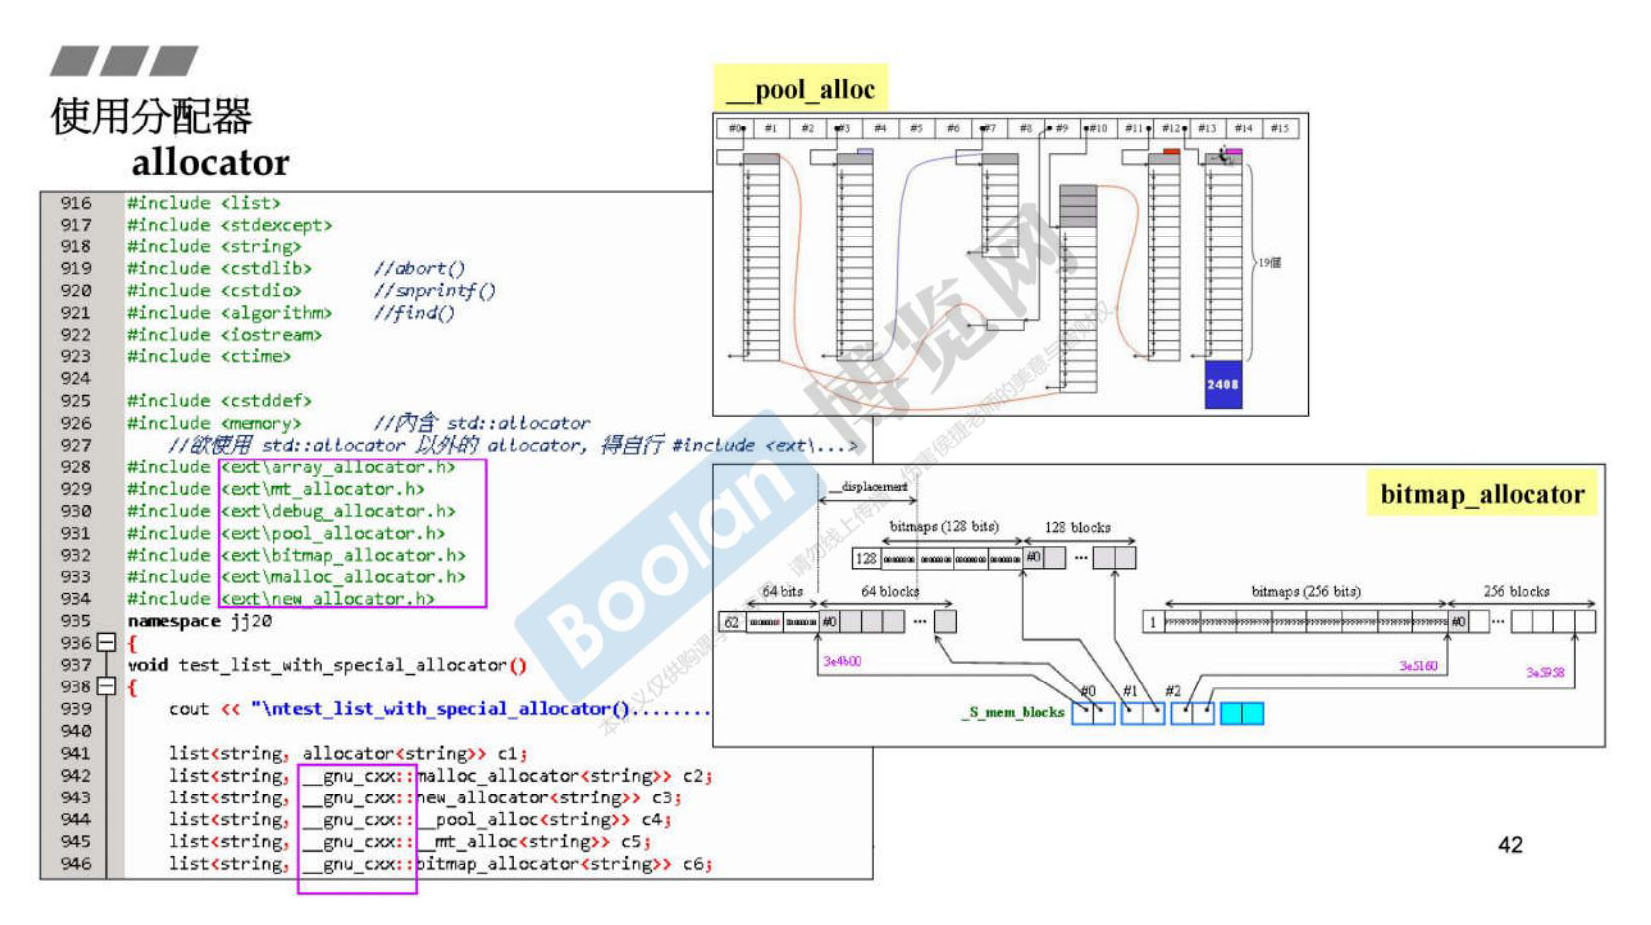 使用分配器
allocator
916 #include <list>
917 #include <stdexcept>
918 #include <string>
919 #include <cstdlib> //abort()
920 #include <cstdio> //snprintf()
921 #include <algorithm> //find()
922 #include <iostream>
923 #include <ctime>
924
925 #include <cstddef>
926 #include <memory> //內含 std::allocator
927 //欲使用 std::allocator 以外的 allocator, 得自行 #include <ext\...>
928 #include <ext\array_allocator.h>
929 #include <ext\mt_allocator.h>
930 #include <ext\debug_allocator.h>
931 #include <ext\pool_allocator.h>
932 #include <ext\bitmap_allocator.h>
933 #include <ext\malloc_allocator.h>
934 #include <ext\new_allocator.h>
935 namespace jj20
936 {
937 void test_list_with_special_allocator()
938 {
939 cout << "\ntest_list_with_special_allocator()........
940
941 list<string, allocator<string>> c1;
942 list<string, __gnu_cxx::malloc_allocator<string>> c2;
943 list<string, __gnu_cxx::new_allocator<string>> c3;
944 list<string, __gnu_cxx::__pool_alloc<string>> c4;
945 list<string, __gnu_cxx::__mt_alloc<string>> c5;
946 list<string, __gnu_cxx::bitmap_allocator<string>> c6;
__pool_alloc
#0 #1 #2 #3 #4 #5 #6 #7 #8 #9 #10 #11 #12 #13 #14 #15
19個
2408
bitmap_allocator
__displacement
bitmaps (128 bits) 128 blocks
128 #0 ...
64 bits 64 blocks
62 #0 ...
bitmaps (256 bits) 256 blocks
1 #0 ...
3e4b00
3e5160
3e5958
#0 #1 #2
_S_mem_blocks
Boolan 博览网
42